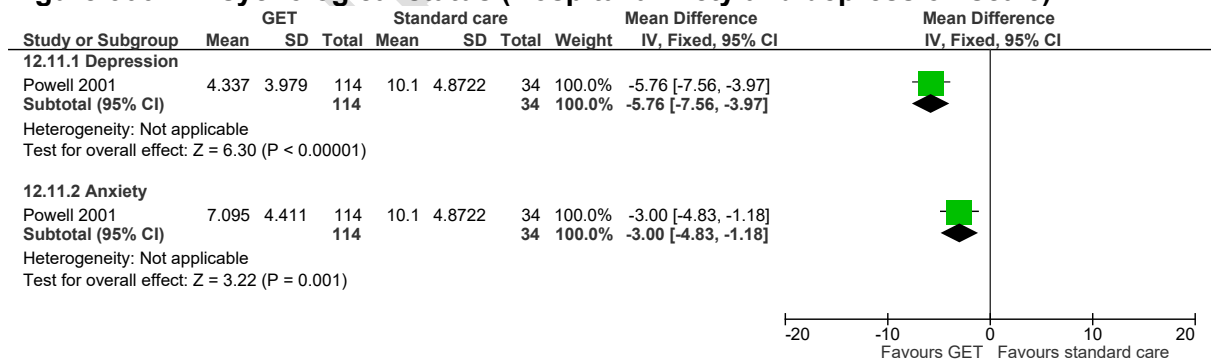 GET Standard care Mean Difference Mean Difference
Study or Subgroup Mean SD Total Mean SD Total Weight IV, Fixed, 95% CI IV, Fixed, 95% CI
12.11.1 Depression
Powell 2001 4.337 3.979 114 10.1 4.8722 34 100.0% -5.76 [-7.56, -3.97]
Subtotal (95% CI) 114 34 100.0% -5.76 [-7.56, -3.97]
Heterogeneity: Not applicable
Test for overall effect: Z = 6.30 (P < 0.00001)
12.11.2 Anxiety
Powell 2001 7.095 4.411 114 10.1 4.8722 34 100.0% -3.00 [-4.83, -1.18]
Subtotal (95% CI) 114 34 100.0% -3.00 [-4.83, -1.18]
Heterogeneity: Not applicable
Test for overall effect: Z = 3.22 (P = 0.001)
-20 -10 0 10 20
Favours GET Favours standard care